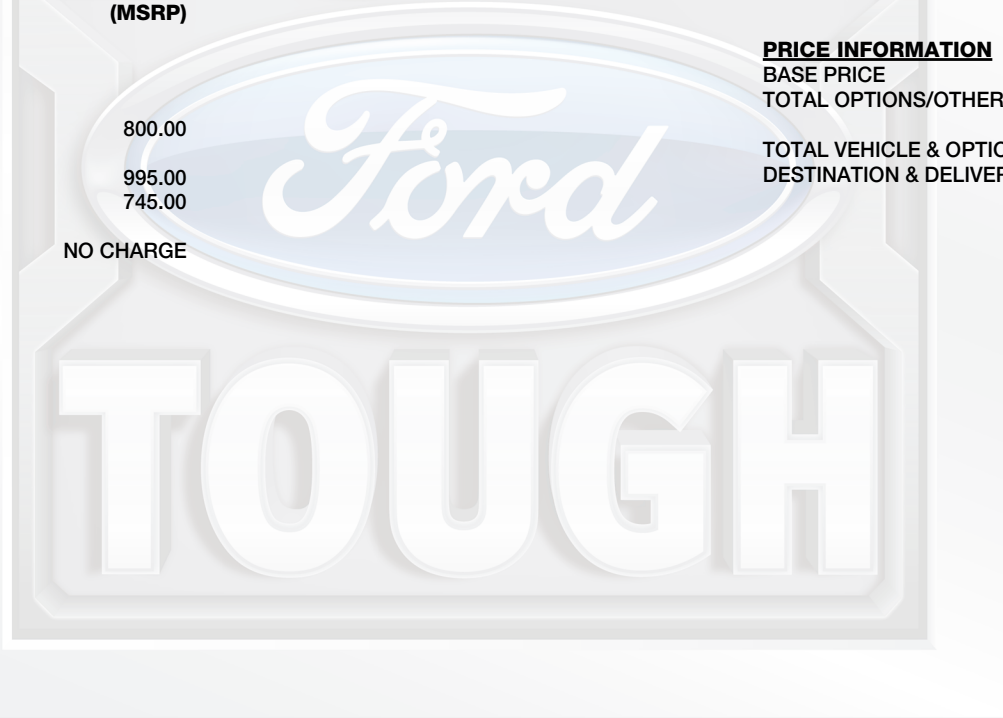 (MSRP)
800.00
995.00
745.00
NO CHARGE
PRICE INFORMATION
BASE PRICE
TOTAL OPTIONS/OTHER
TOTAL VEHICLE & OPTIO
DESTINATION & DELIVER
Ford
TOUGH